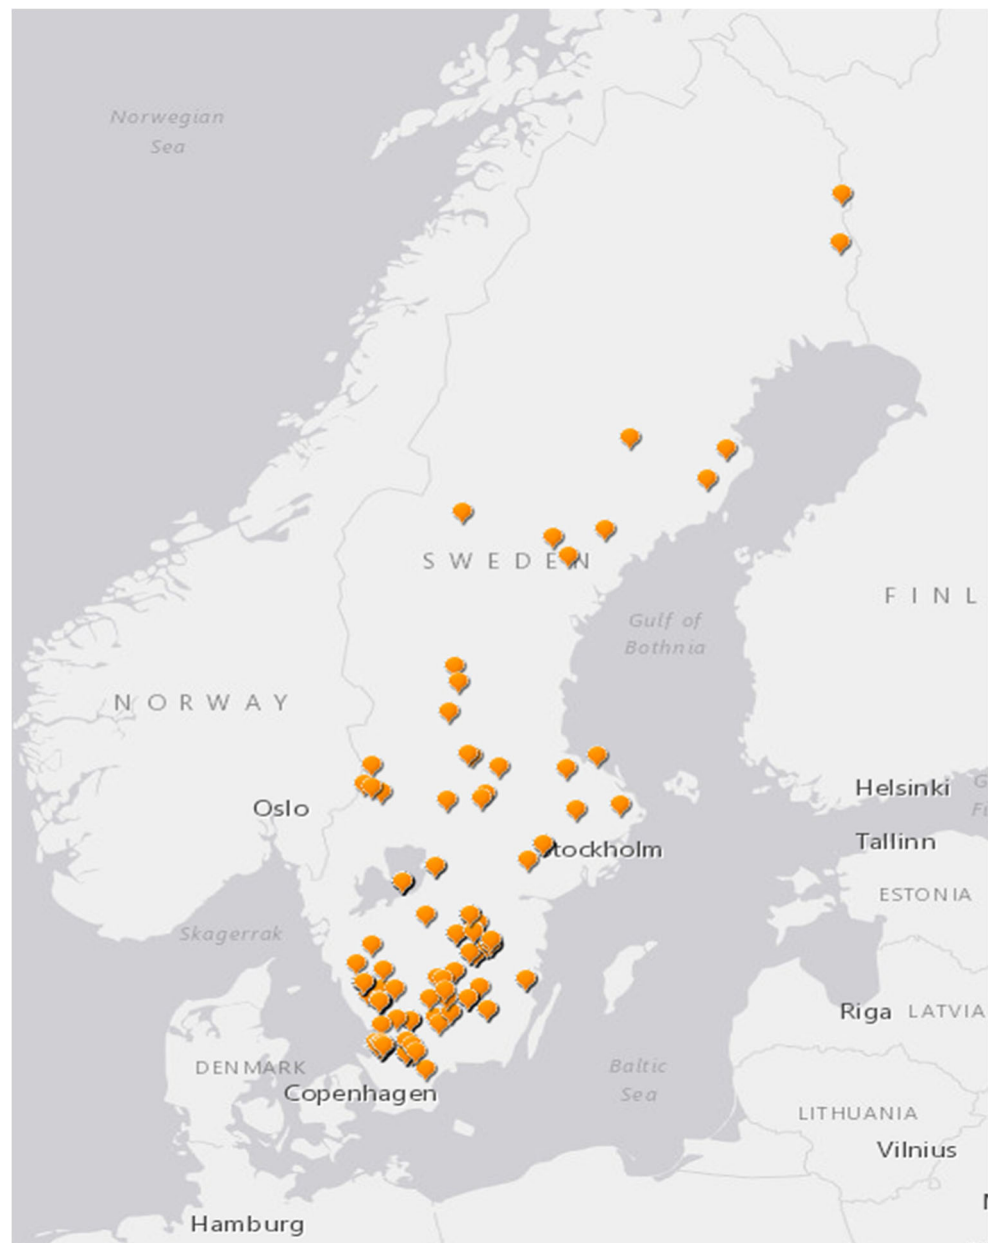 Norwegian
Sea
SWEDEN
FINL
Gulf of
Bothnia
NORWAY
Helsinki
Oslo
Tallinn
Stockholm
ESTONIA
Skagerrak
Riga
LATVIA
DENMARK
Baltic
Sea
Copenhagen
LITHUANIA
Vilnius
Hamburg